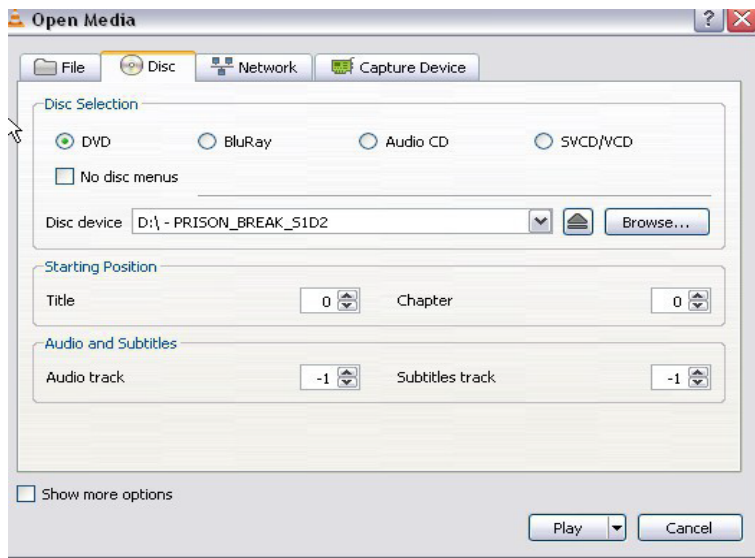 Open Media
File Disc Network Capture Device
Disc Selection
DVD BluRay Audio CD SVCD/VCD
No disc menus
Disc device D:\ - PRISON_BREAK_S1D2 Browse...
Starting Position
Title 0 Chapter 0
Audio and Subtitles
Audio track -1 Subtitles track -1
Show more options
Play Cancel